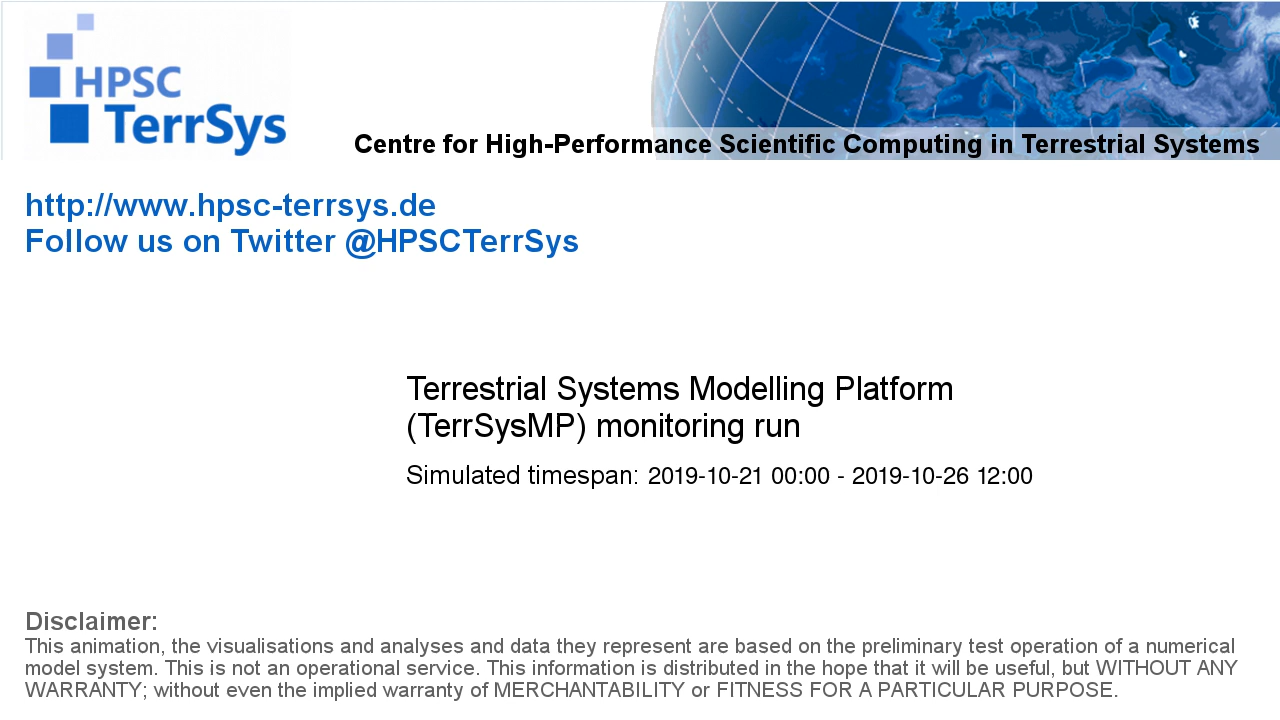 HPSC
TerrSys
Centre for High-Performance Scientific Computing in Terrestrial Systems
http://www.hpsc-terrsys.de
Follow us on Twitter @HPSCTerrSys
Terrestrial Systems Modelling Platform
(TerrSysMP) monitoring run
Simulated timespan: 2019-10-21 00:00 - 2019-10-26 12:00
Disclaimer:
This animation, the visualisations and analyses and data they represent are based on the preliminary test operation of a numerical
model system. This is not an operational service. This information is distributed in the hope that it will be useful, but WITHOUT ANY
WARRANTY; without even the implied warranty of MERCHANTABILITY or FITNESS FOR A PARTICULAR PURPOSE.